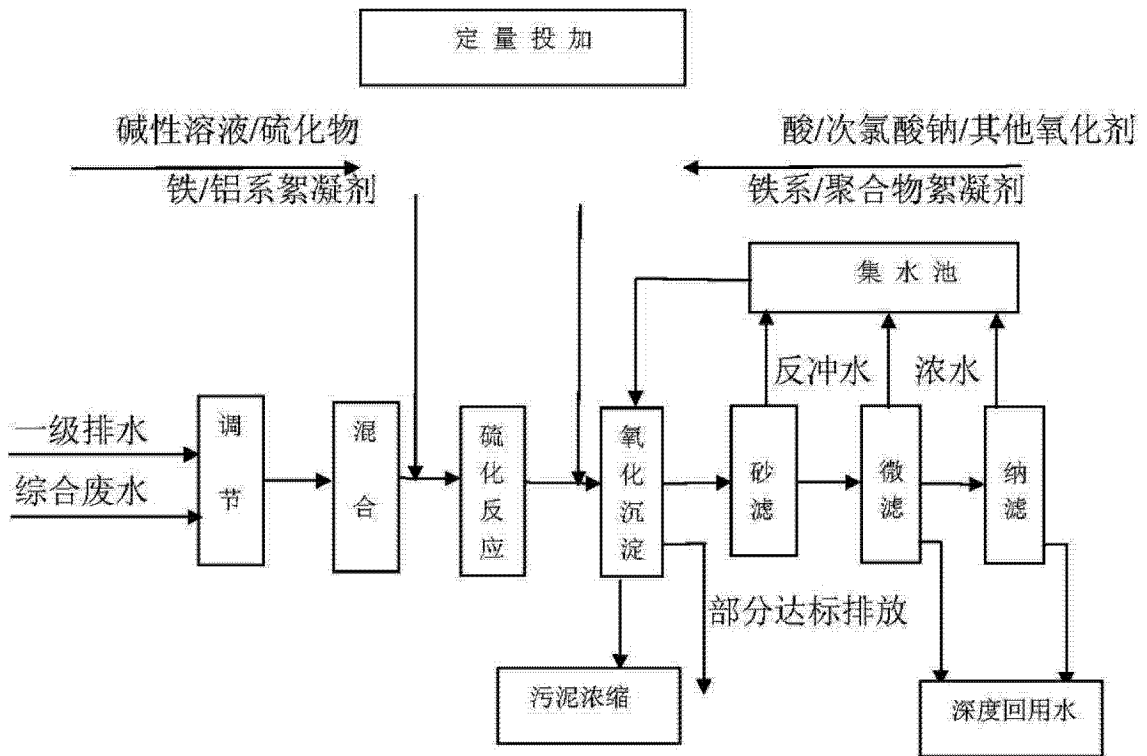 定量投加
碱性溶液/硫化物
酸/次氯酸钠/其他氧化剂
铁/铝系絮凝剂
铁系/聚合物絮凝剂
集水池
反冲水
浓水
一级排水
综合废水
调节
混合
硫化反应
氧化沉淀
砂滤
微滤
纳滤
部分达标排放
污泥浓缩
深度回用水